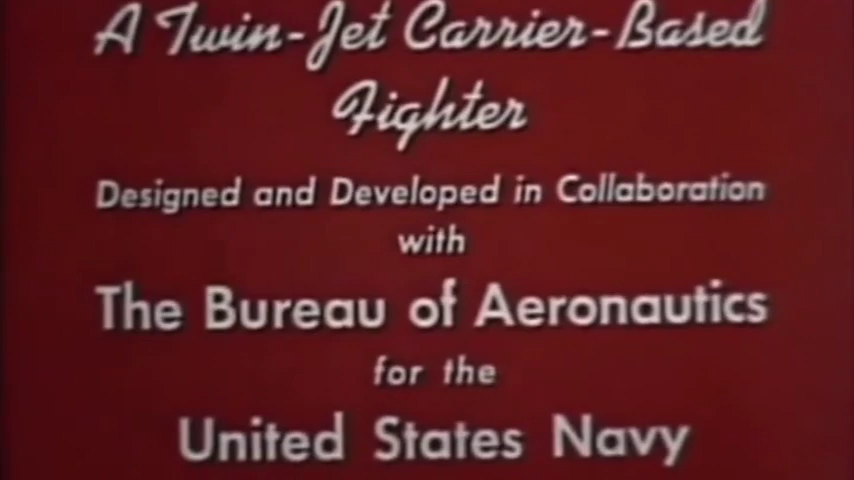 A Twin-Jet Carrier-Based
Fighter
Designed and Developed in Collaboration
with
The Bureau of Aeronautics
for the
United States Navy